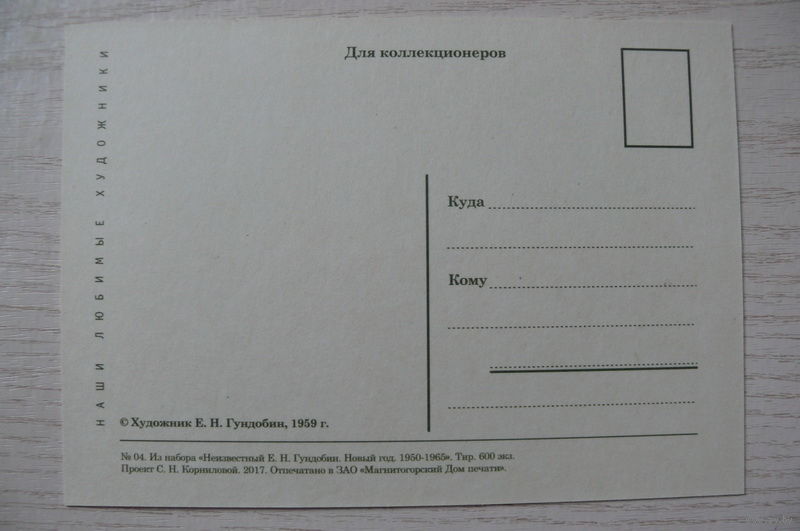 Для коллекционеров
НАШИ ЛЮБИМЫЕ ХУДОЖНИКИ
Куда
Кому
© Художник Е. Н. Гундобин, 1959 г.
№ 04. Из набора «Неизвестный Е. Н. Гундобин. Новый год. 1950-1965». Тир. 600 экз.
Проект С. Н. Корниловой. 2017. Отпечатано в ЗАО «Магнитогорский Дом печати».